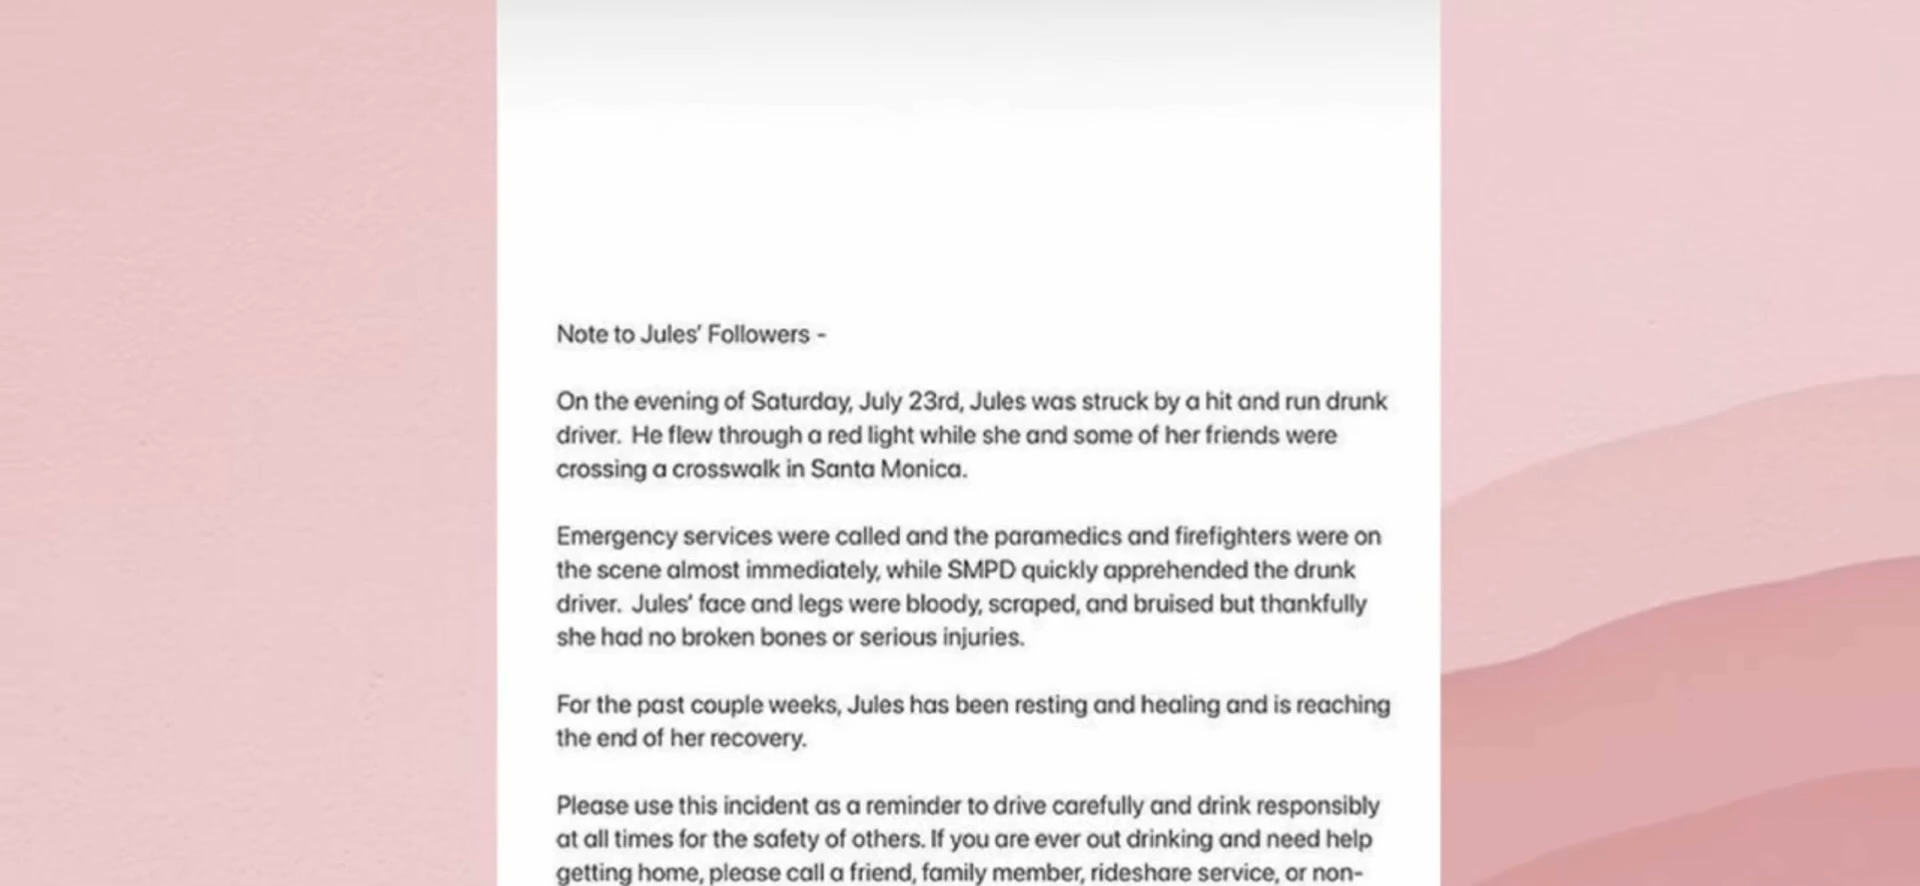 Note to Jules’ Followers -
On the evening of Saturday, July 23rd, Jules was struck by a hit and run drunk
driver. He flew through a red light while she and some of her friends were
crossing a crosswalk in Santa Monica.
Emergency services were called and the paramedics and firefighters were on
the scene almost immediately, while SMPD quickly apprehended the drunk
driver. Jules’ face and legs were bloody, scraped, and bruised but thankfully
she had no broken bones or serious injuries.
For the past couple weeks, Jules has been resting and healing and is reaching
the end of her recovery.
Please use this incident as a reminder to drive carefully and drink responsibly
at all times for the safety of others. If you are ever out drinking and need help
getting home, please call a friend, family member, rideshare service, or non-